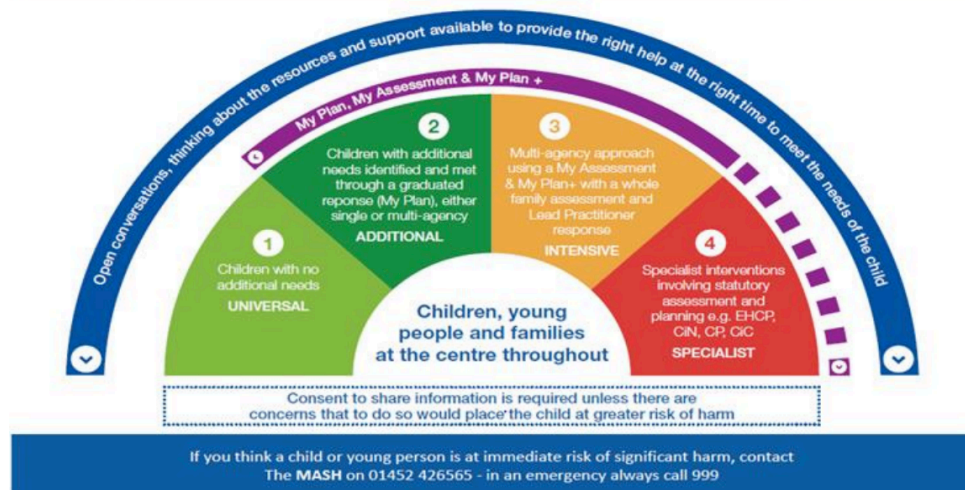 Open conversations, thinking about the resources and support available to provide the right help at the right time to meet the needs of the child
My Plan, My Assessment & My Plan +
1
Children with no
additional needs
UNIVERSAL
2
Children with additional
needs identified and met
through a graduated
reponse (My Plan), either
single or multi-agency
ADDITIONAL
3
Multi-agency approach
using a My Assessment
& My Plan+ with a whole
family assessment and
Lead Practitioner
response
INTENSIVE
4
Specialist interventions
involving statutory
assessment and
planning e.g. EHCP,
CiN, CP, CiC
SPECIALIST
Children, young
people and families
at the centre throughout
Consent to share information is required unless there are
concerns that to do so would place the child at greater risk of harm
If you think a child or young person is at immediate risk of significant harm, contact
The MASH on 01452 426565 - in an emergency always call 999